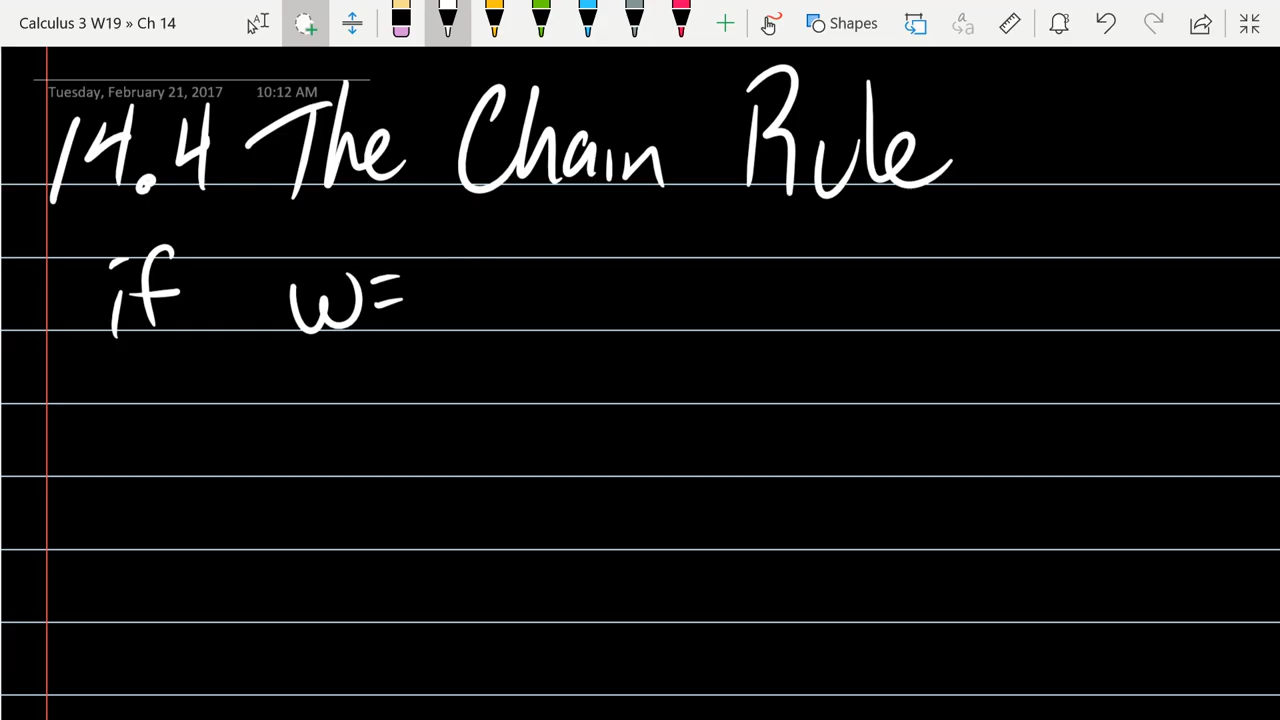 Calculus 3 W19 » Ch 14
Shapes
Tuesday, February 21, 2017 10:12 AM
14.4 The Chain Rule
if w=